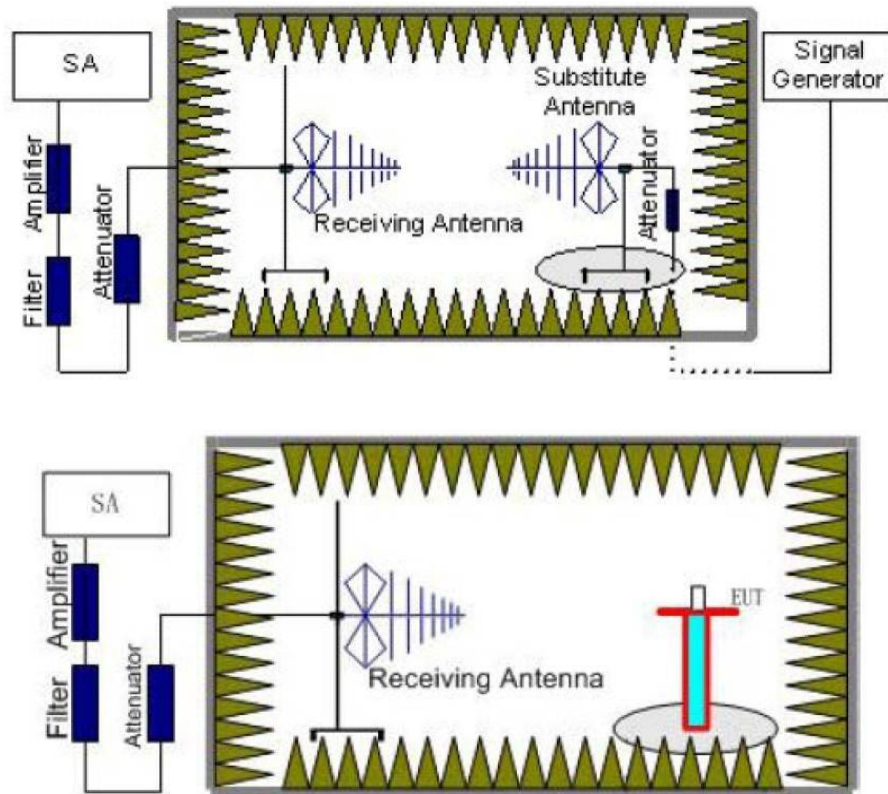 SA
Amplifier
Filter
Attenuator
Receiving Antenna
Substitute
Antenna
Attenuator
Signal
Generator
SA
Amplifier
Filter
Attenuator
Receiving Antenna
EUT